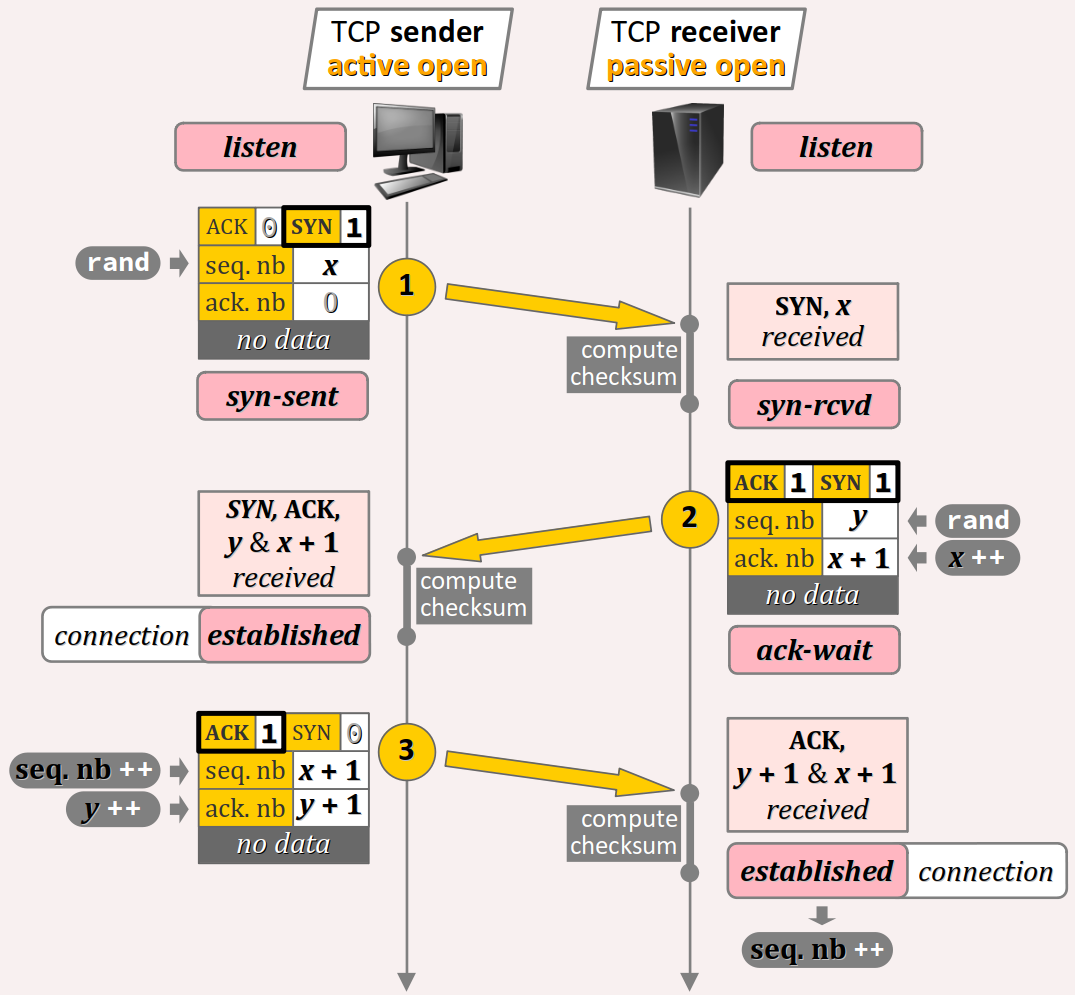 TCP sender
active open
TCP receiver
passive open
listen
listen
ACK 0 SYN 1
rand
seq. nb x
ack. nb 0
no data
1
syn-sent
compute
checksum
SYN, x
received
syn-rcvd
ACK 1 SYN 1
2
seq. nb y
rand
ack. nb x + 1
x ++
no data
ack-wait
SYN, ACK,
y & x + 1
received
compute
checksum
connection established
ACK 1 SYN 0
3
seq. nb ++
seq. nb x + 1
y ++
ack. nb y + 1
no data
compute
checksum
ACK,
y + 1 & x + 1
received
established connection
seq. nb ++